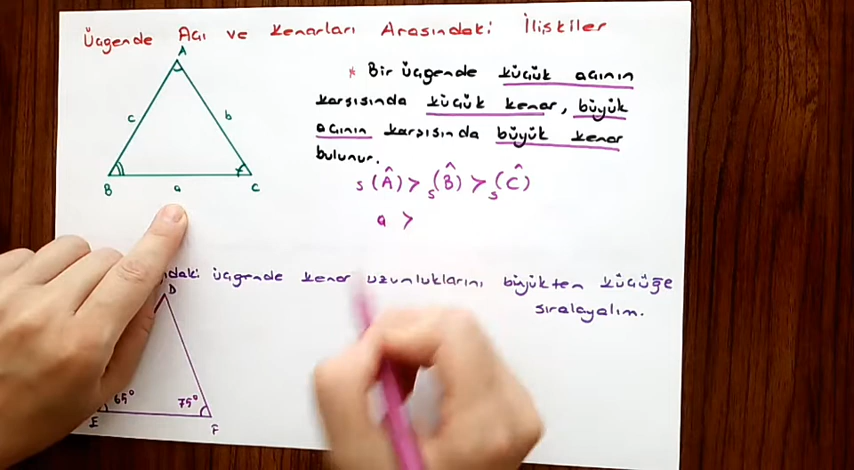 Üçgende Açı ve Kenarları Arasındaki İlişkiler
A
c
b
B
a
C
* Bir üçgende küçük açının
karşısında küçük kenar, büyük
açının karşısında büyük kenar
bulunur.
s(Â) > s(B̂) > s(Ĉ)
a >
üçgende kenar uzunluklarını büyükten küçüğe
sıralayalım.
D
65°
75°
E
F